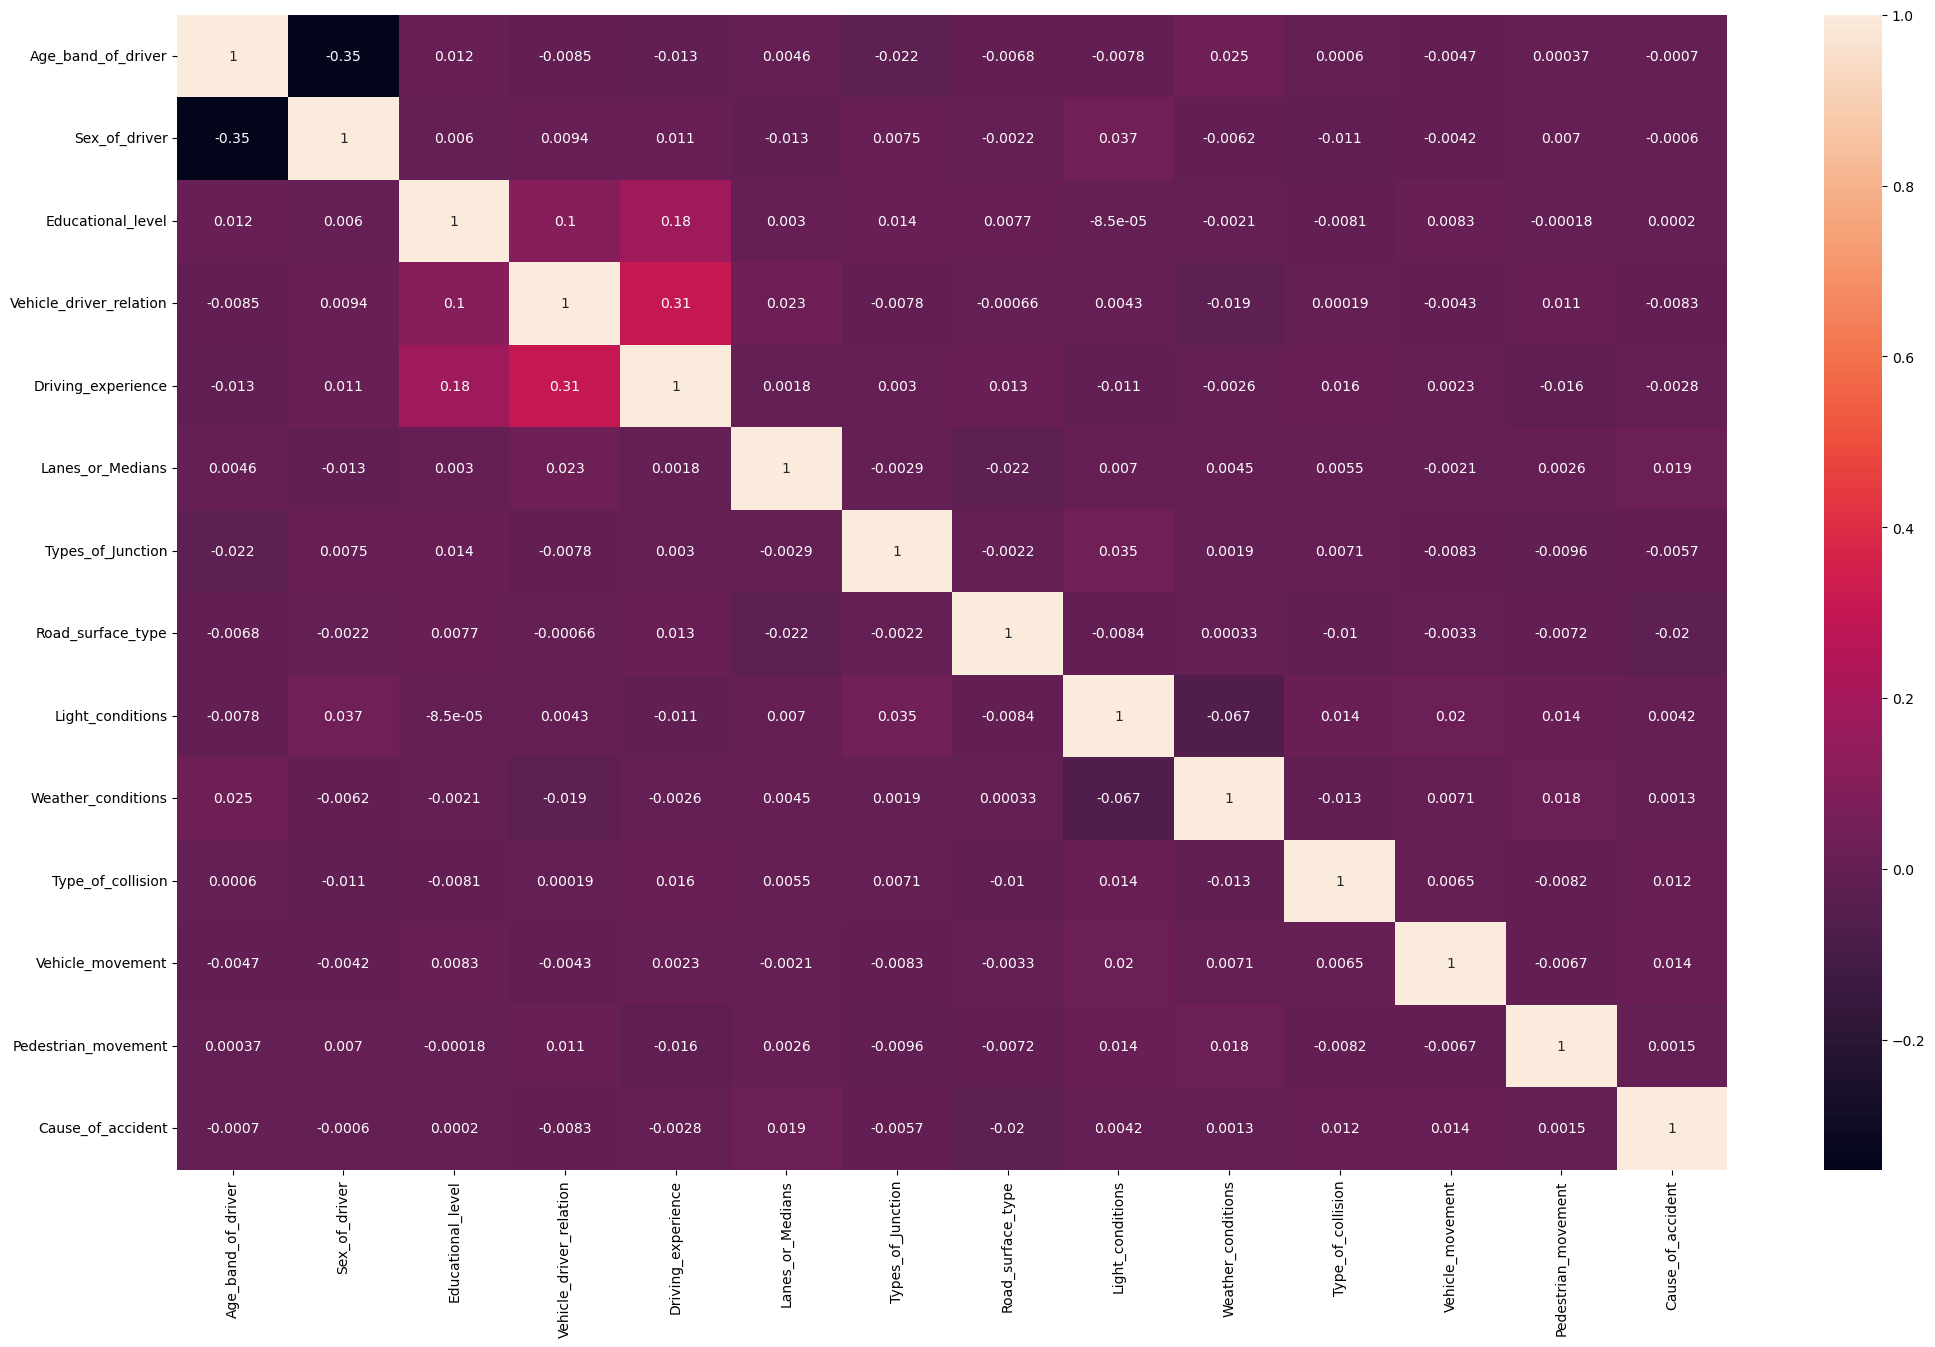 Age_band_of_driver 1 -0.35 0.012 -0.0085 -0.013 0.0046 -0.022 -0.0068 -0.0078 0.025 0.0006 -0.0047 0.00037 -0.0007
Sex_of_driver -0.35 1 0.006 0.0094 0.011 -0.013 0.0075 -0.0022 0.037 -0.0062 -0.011 -0.0042 0.007 -0.0006
Educational_level 0.012 0.006 1 0.1 0.18 0.003 0.014 0.0077 -8.5e-05 -0.0021 -0.0081 0.0083 -0.00018 0.0002
Vehicle_driver_relation -0.0085 0.0094 0.1 1 0.31 0.023 -0.0078 -0.00066 0.0043 -0.019 0.00019 -0.0043 0.011 -0.0083
Driving_experience -0.013 0.011 0.18 0.31 1 0.0018 0.003 0.013 -0.011 -0.0026 0.016 0.0023 -0.016 -0.0028
Lanes_or_Medians 0.0046 -0.013 0.003 0.023 0.0018 1 -0.0029 -0.022 0.007 0.0045 0.0055 -0.0021 0.0026 0.019
Types_of_Junction -0.022 0.0075 0.014 -0.0078 0.003 -0.0029 1 -0.0022 0.035 0.0019 0.0071 -0.0083 -0.0096 -0.0057
Road_surface_type -0.0068 -0.0022 0.0077 -0.00066 0.013 -0.022 -0.0022 1 -0.0084 0.00033 -0.01 -0.0033 -0.0072 -0.02
Light_conditions -0.0078 0.037 -8.5e-05 0.0043 -0.011 0.007 0.035 -0.0084 1 -0.067 0.014 0.02 0.014 0.0042
Weather_conditions 0.025 -0.0062 -0.0021 -0.019 -0.0026 0.0045 0.0019 0.00033 -0.067 1 -0.013 0.0071 0.018 0.0013
Type_of_collision 0.0006 -0.011 -0.0081 0.00019 0.016 0.0055 0.0071 -0.01 0.014 -0.013 1 0.0065 -0.0082 0.012
Vehicle_movement -0.0047 -0.0042 0.0083 -0.0043 0.0023 -0.0021 -0.0083 -0.0033 0.02 0.0071 0.0065 1 -0.0067 0.014
Pedestrian_movement 0.00037 0.007 -0.00018 0.011 -0.016 0.0026 -0.0096 -0.0072 0.014 0.018 -0.0082 -0.0067 1 0.0015
Cause_of_accident -0.0007 -0.0006 0.0002 -0.0083 -0.0028 0.019 -0.0057 -0.02 0.0042 0.0013 0.012 0.014 0.0015 1
Age_band_of_driver
Sex_of_driver
Educational_level
Vehicle_driver_relation
Driving_experience
Lanes_or_Medians
Types_of_Junction
Road_surface_type
Light_conditions
Weather_conditions
Type_of_collision
Vehicle_movement
Pedestrian_movement
Cause_of_accident
1.0
0.8
0.6
0.4
0.2
0.0
−0.2